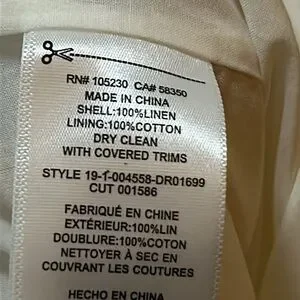 RN# 105230 CA# 58350
MADE IN CHINA
SHELL:100%LINEN
LINING:100%COTTON
DRY CLEAN
WITH COVERED TRIMS
STYLE 19-1-004558-DR01699
CUT 001586
FABRIQUÉ EN CHINE
EXTÉRIEUR:100%LIN
DOUBLURE:100%COTON
NETTOYER À SEC EN
COUVRANT LES COUTURES
HECHO EN CHINA